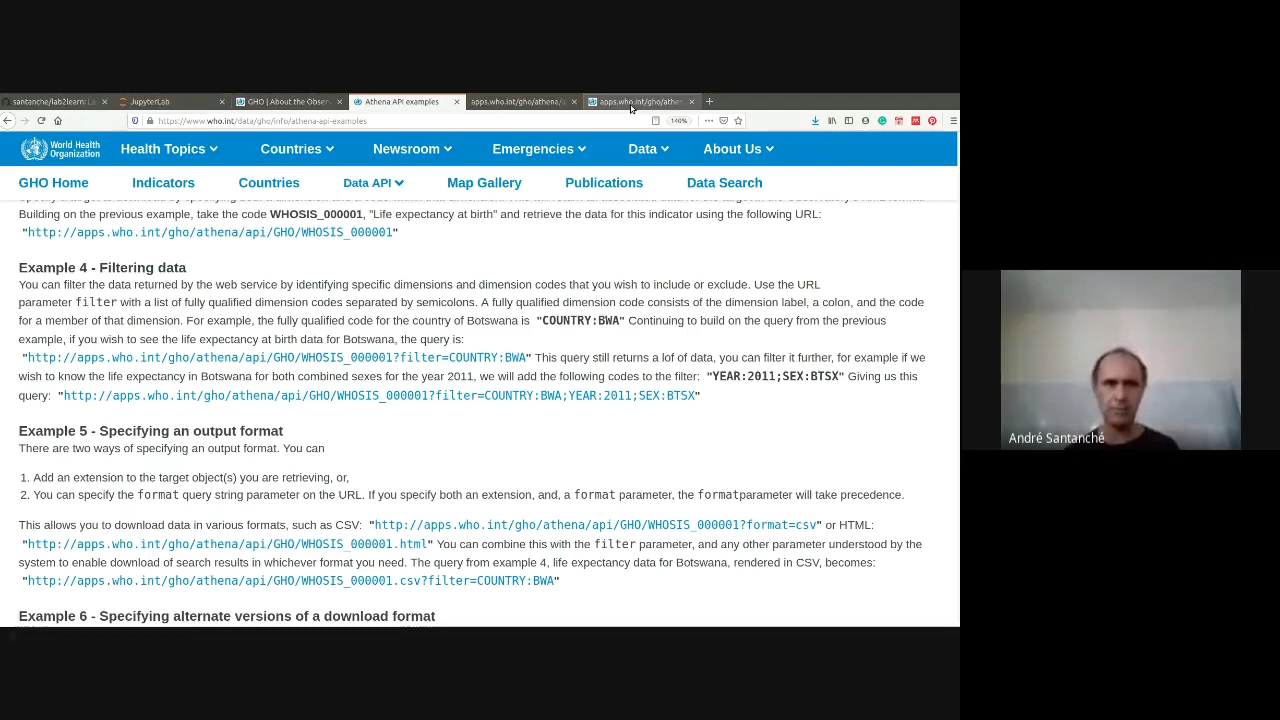 santanche/lab2learn: La
JupyterLab
GHO | About the Obser
Athena API examples
apps.who.int/gho/athena/a
apps.who.int/gho/athe
https://www.who.int/data/gho/info/athena-api-examples
140%
World Health
Organization
Health Topics
Countries
Newsroom
Emergencies
Data
About Us
GHO Home
Indicators
Countries
Data API
Map Gallery
Publications
Data Search
Building on the previous example, take the code WHOSIS_000001, "Life expectancy at birth" and retrieve the data for this indicator using the following URL:
"http://apps.who.int/gho/athena/api/GHO/WHOSIS_000001"
Example 4 - Filtering data
You can filter the data returned by the web service by identifying specific dimensions and dimension codes that you wish to include or exclude. Use the URL
parameter filter with a list of fully qualified dimension codes separated by semicolons. A fully qualified dimension code consists of the dimension label, a colon, and the code
for a member of that dimension. For example, the fully qualified code for the country of Botswana is "COUNTRY:BWA" Continuing to build on the query from the previous
example, if you wish to see the life expectancy at birth data for Botswana, the query is:
"http://apps.who.int/gho/athena/api/GHO/WHOSIS_000001?filter=COUNTRY:BWA" This query still returns a lof of data, you can filter it further, for example if we
wish to know the life expectancy in Botswana for both combined sexes for the year 2011, we will add the following codes to the filter: "YEAR:2011;SEX:BTSX" Giving us this
query: "http://apps.who.int/gho/athena/api/GHO/WHOSIS_000001?filter=COUNTRY:BWA;YEAR:2011;SEX:BTSX"
Example 5 - Specifying an output format
There are two ways of specifying an output format. You can
1. Add an extension to the target object(s) you are retrieving, or,
2. You can specify the format query string parameter on the URL. If you specify both an extension, and, a format parameter, the formatparameter will take precedence.
This allows you to download data in various formats, such as CSV: "http://apps.who.int/gho/athena/api/GHO/WHOSIS_000001?format=csv" or HTML:
"http://apps.who.int/gho/athena/api/GHO/WHOSIS_000001.html" You can combine this with the filter parameter, and any other parameter understood by the
system to enable download of search results in whichever format you need. The query from example 4, life expectancy data for Botswana, rendered in CSV, becomes:
"http://apps.who.int/gho/athena/api/GHO/WHOSIS_000001.csv?filter=COUNTRY:BWA"
Example 6 - Specifying alternate versions of a download format
André Santanchè